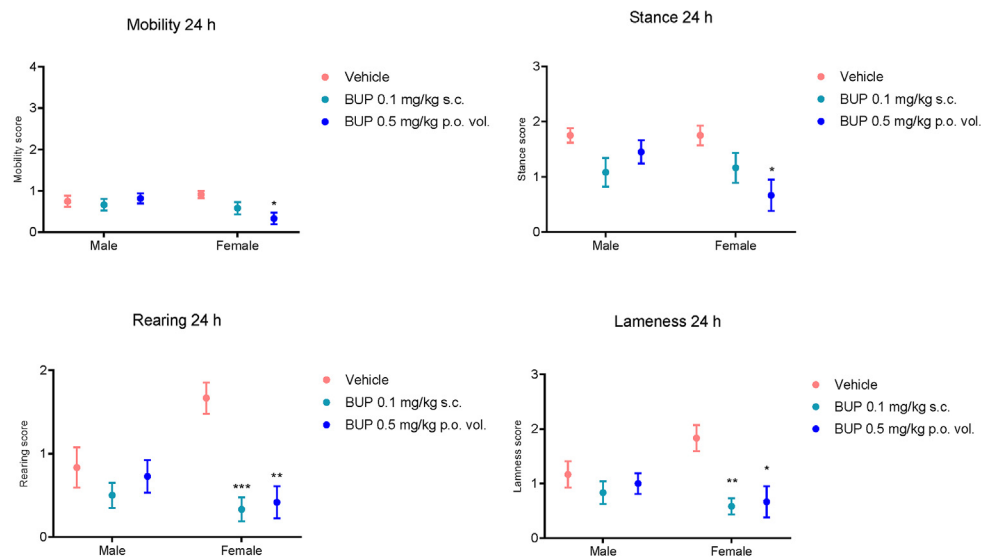 Mobility 24 h
4
3
2
1
0
Mobility score
Male
Female
*
Vehicle
BUP 0.1 mg/kg s.c.
BUP 0.5 mg/kg p.o. vol.
Stance 24 h
3
2
1
0
Stance score
Male
Female
*
Vehicle
BUP 0.1 mg/kg s.c.
BUP 0.5 mg/kg p.o. vol.
Rearing 24 h
2
1
0
Rearing score
Male
Female
***
**
Vehicle
BUP 0.1 mg/kg s.c.
BUP 0.5 mg/kg p.o. vol.
Lameness 24 h
3
2
1
0
Lamness score
Male
Female
**
*
Vehicle
BUP 0.1 mg/kg s.c.
BUP 0.5 mg/kg p.o. vol.